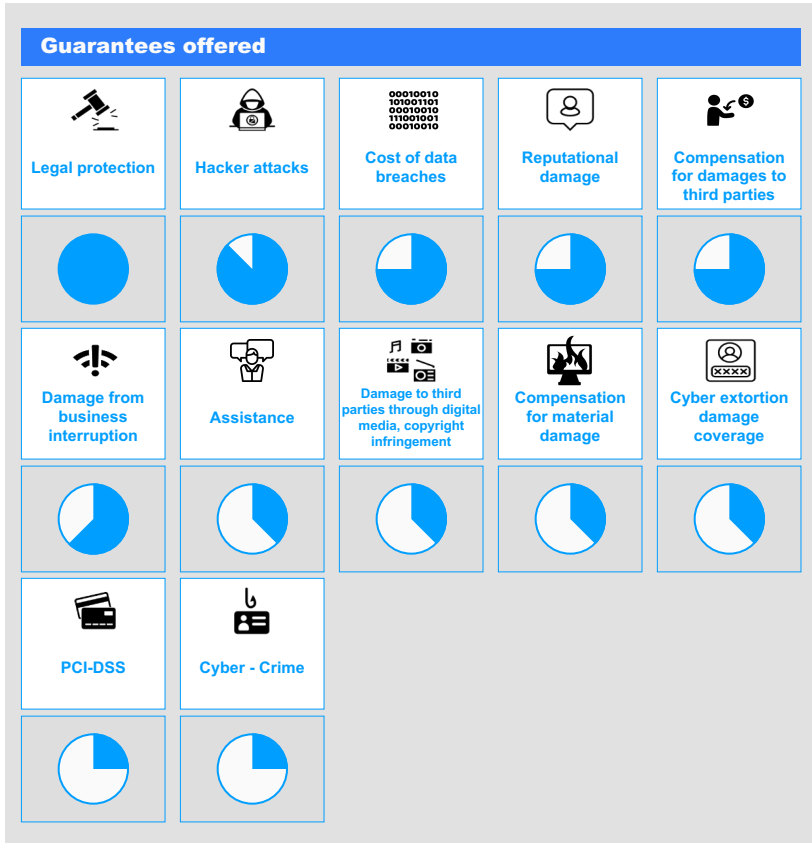 Guarantees offered
00010010
101001101
00010010
111001001
00010010
$
Legal protection
Hacker attacks
Cost of data
breaches
Reputational
damage
Compensation
for damages to
third parties
Damage from
business
interruption
Assistance
Damage to third
parties through digital
media, copyright
infringement
Compensation
for material
damage
XXXX
Cyber extortion
damage
coverage
PCI-DSS
Cyber - Crime